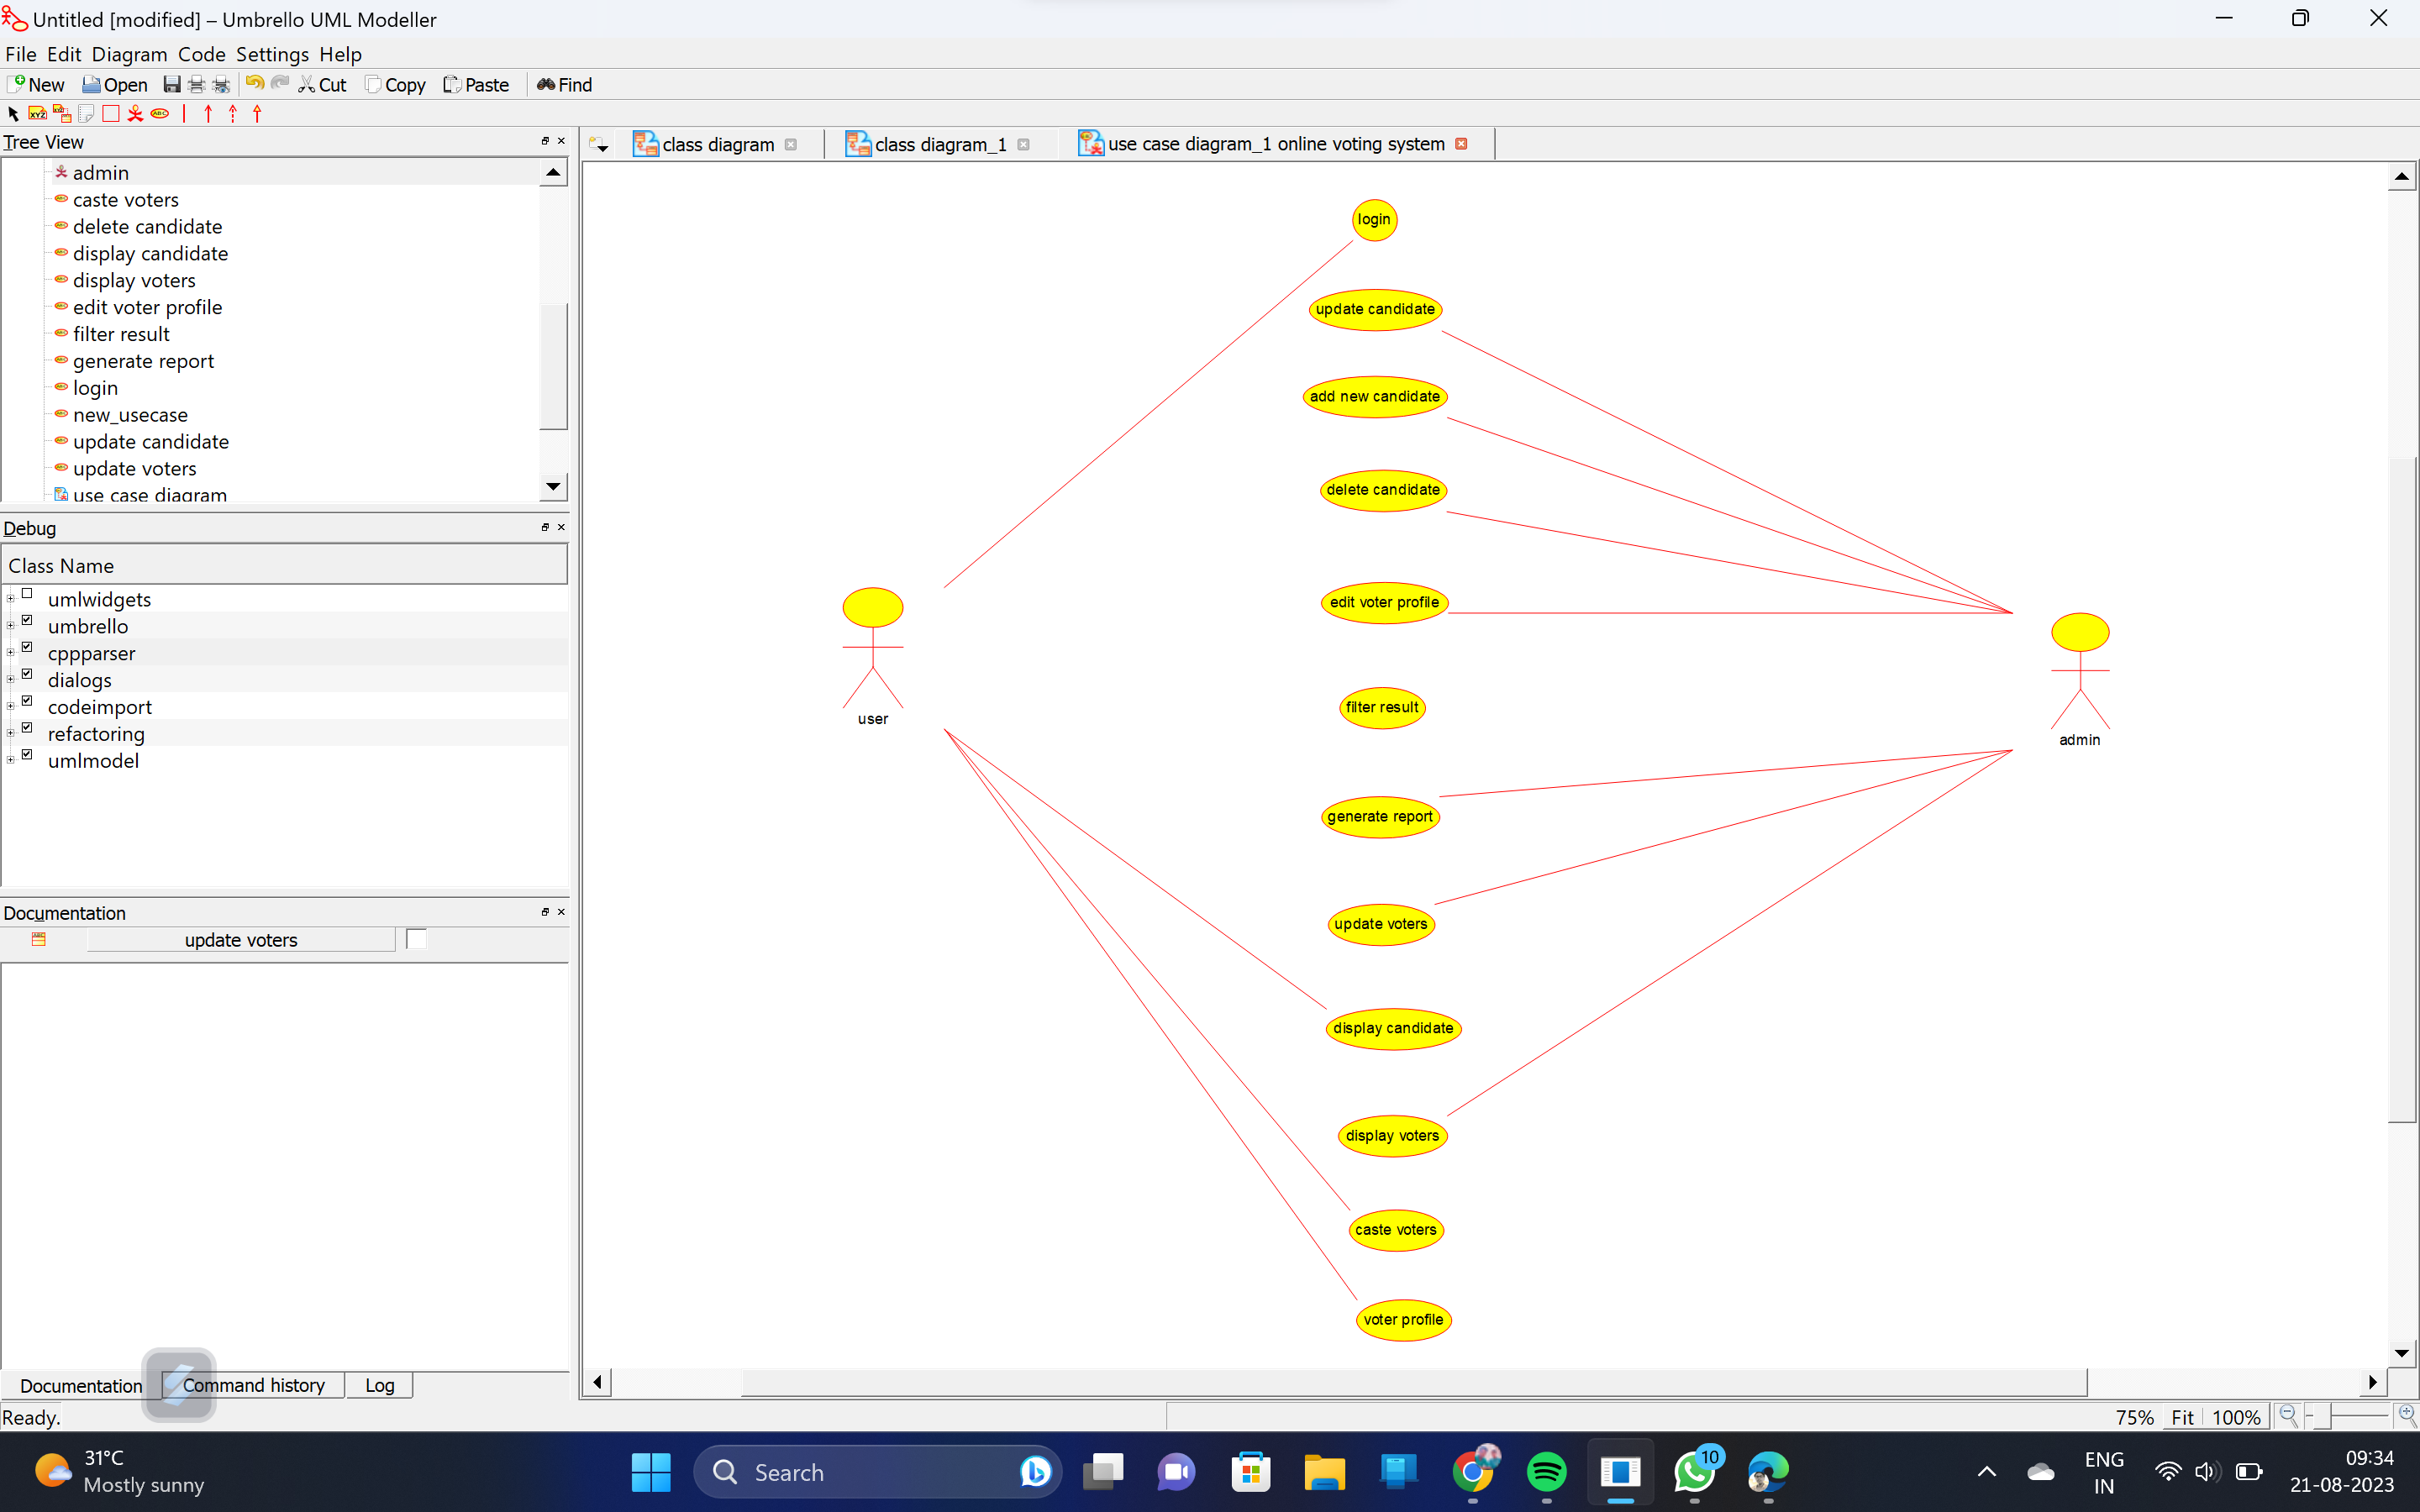 Untitled [modified] – Umbrello UML Modeller
File Edit Diagram Code Settings Help
New Open Cut Copy Paste Find
Tree View
class diagram
class diagram_1
use case diagram_1 online voting system
admin
caste voters
delete candidate
display candidate
display voters
edit voter profile
filter result
generate report
login
new_usecase
update candidate
update voters
use case diagram
Debug
Class Name
umlwidgets
umbrello
cppparser
dialogs
codeimport
refactoring
umlmodel
Documentation
update voters
Documentation
Command history
Log
Ready.
login
update candidate
add new candidate
delete candidate
edit voter profile
filter result
user
admin
generate report
update voters
display candidate
display voters
caste voters
voter profile
75% Fit 100%
31°C
Mostly sunny
Search
10
ENG
IN
09:34
21-08-2023